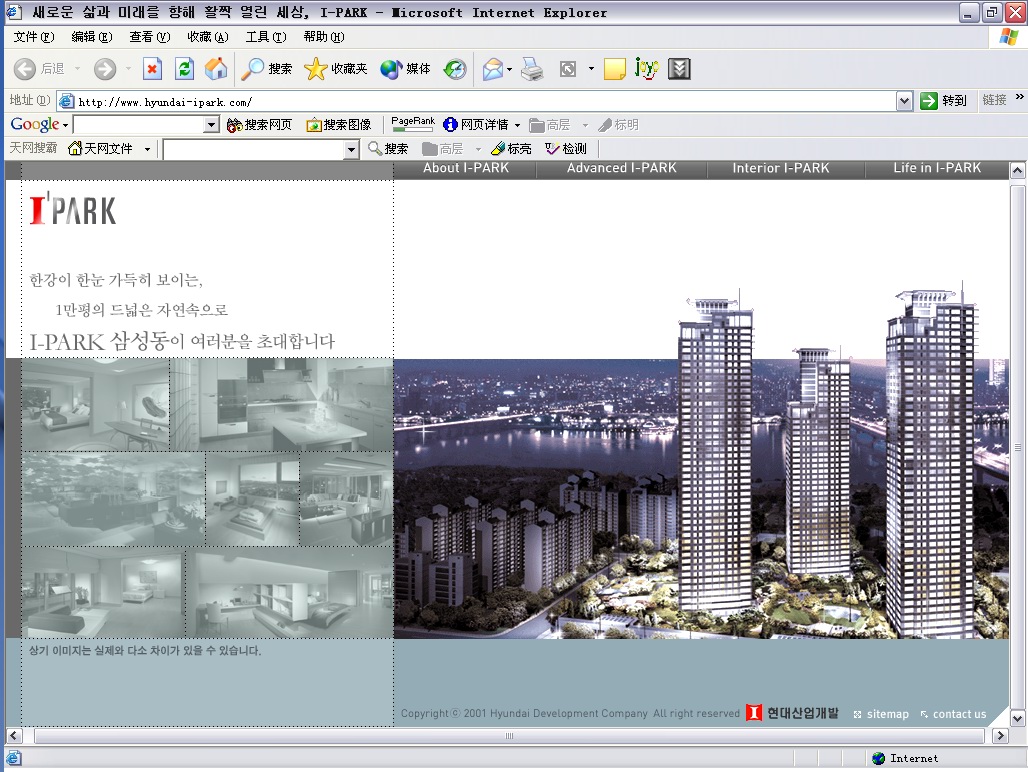 새로운 삶과 미래를 향해 활짝 열린 세상, I-PARK - Microsoft Internet Explorer
文件(F) 编辑(E) 查看(V) 收藏(A) 工具(T) 帮助(H)
后退 搜索 收藏夹 媒体
地址(D) http://www.hyundai-ipark.com/ 转到 链接 »
Google 搜索网页 搜索图像 PageRank 网页详情 高层 标明
天网搜霸 天网文件 搜索 高层 标亮 检测
About I-PARK Advanced I-PARK Interior I-PARK Life in I-PARK
I'PARK
한강이 한눈 가득히 보이는,
1만평의 드넓은 자연속으로
I-PARK 삼성동이 여러분을 초대합니다
상기 이미지는 실제와 다소 차이가 있을 수 있습니다.
Copyright© 2001 Hyundai Development Company All right reserved 현대산업개발 sitemap contact us
Internet